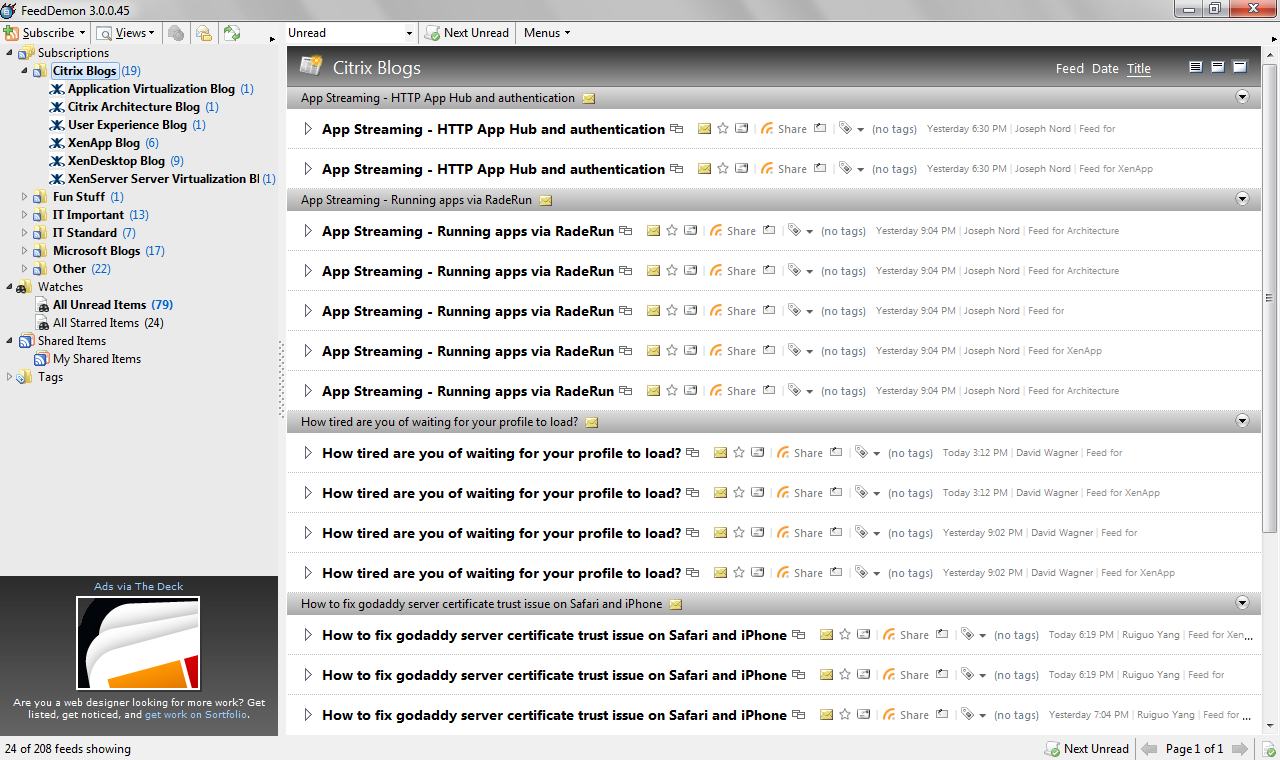 FeedDemon 3.0.0.45
Subscribe Views Unread Next Unread Menus
Subscriptions
Citrix Blogs (19)
Application Virtualization Blog (1)
Citrix Architecture Blog (1)
User Experience Blog (1)
XenApp Blog (6)
XenDesktop Blog (9)
XenServer Server Virtualization Bl (1)
Fun Stuff (1)
IT Important (13)
IT Standard (7)
Microsoft Blogs (17)
Other (22)
Watches
All Unread Items (79)
All Starred Items (24)
Shared Items
My Shared Items
Tags
Ads via The Deck
Are you a web designer looking for more work? Get
listed, get noticed, and get work on Sortfolio.
Citrix Blogs Feed Date Title
App Streaming - HTTP App Hub and authentication
App Streaming - HTTP App Hub and authentication Share (no tags) Yesterday 6:30 PM | Joseph Nord | Feed for
App Streaming - HTTP App Hub and authentication Share (no tags) Yesterday 6:30 PM | Joseph Nord | Feed for XenApp
App Streaming - Running apps via RadeRun
App Streaming - Running apps via RadeRun Share (no tags) Yesterday 9:04 PM | Joseph Nord | Feed for Architecture
App Streaming - Running apps via RadeRun Share (no tags) Yesterday 9:04 PM | Joseph Nord | Feed for Architecture
App Streaming - Running apps via RadeRun Share (no tags) Yesterday 9:04 PM | Joseph Nord | Feed for
App Streaming - Running apps via RadeRun Share (no tags) Yesterday 9:04 PM | Joseph Nord | Feed for XenApp
App Streaming - Running apps via RadeRun Share (no tags) Yesterday 9:04 PM | Joseph Nord | Feed for Architecture
How tired are you of waiting for your profile to load?
How tired are you of waiting for your profile to load? Share (no tags) Today 3:12 PM | David Wagner | Feed for
How tired are you of waiting for your profile to load? Share (no tags) Today 3:12 PM | David Wagner | Feed for XenApp
How tired are you of waiting for your profile to load? Share (no tags) Yesterday 9:02 PM | David Wagner | Feed for
How tired are you of waiting for your profile to load? Share (no tags) Yesterday 9:02 PM | David Wagner | Feed for XenApp
How to fix godaddy server certificate trust issue on Safari and iPhone
How to fix godaddy server certificate trust issue on Safari and iPhone Share (no tags) Today 6:19 PM | Ruiguo Yang | Feed for Xen...
How to fix godaddy server certificate trust issue on Safari and iPhone Share (no tags) Today 6:19 PM | Ruiguo Yang | Feed for
How to fix godaddy server certificate trust issue on Safari and iPhone Share (no tags) Yesterday 7:04 PM | Ruiguo Yang | Feed for ...
24 of 208 feeds showing Next Unread Page 1 of 1